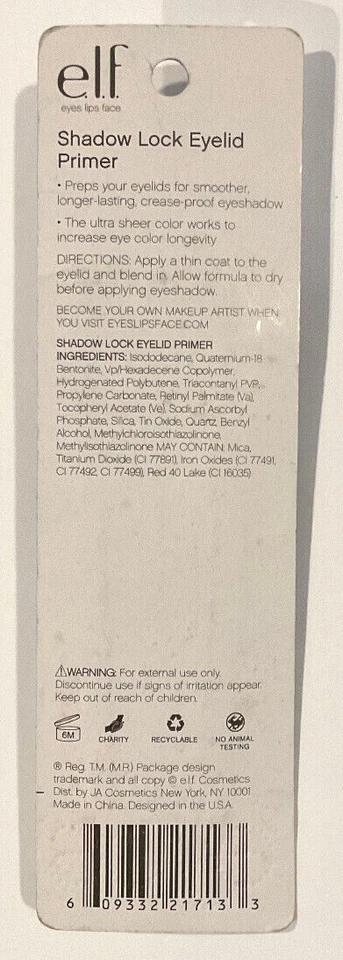 e.l.f.
eyes lips face
Shadow Lock Eyelid
Primer
• Preps your eyelids for smoother,
longer-lasting, crease-proof eyeshadow
• The ultra sheer color works to
increase eye color longevity
DIRECTIONS: Apply a thin coat to the
eyelid and blend in. Allow formula to dry
before applying eyeshadow.
BECOME YOUR OWN MAKEUP ARTIST WHEN
YOU VISIT EYESLIPSFACE.COM
SHADOW LOCK EYELID PRIMER
INGREDIENTS: Isododecane, Quaternium-18
Bentonite, Vp/Hexadecene Copolymer,
Hydrogenated Polybutene, Triacontanyl PVP,
Propylene Carbonate, Retinyl Palmitate (Va),
Tocopheryl Acetate (Ve), Sodium Ascorbyl
Phosphate, Silica, Tin Oxide, Quartz, Benzyl
Alcohol, Methylchloroisothiazolinone,
Methylisothiazolinone MAY CONTAIN: Mica,
Titanium Dioxide (CI 77891), Iron Oxides (CI 77491,
CI 77492, CI 77499), Red 40 Lake (CI 16035)
⚠WARNING: For external use only.
Discontinue use if signs of irritation appear.
Keep out of reach of children.
6M
CHARITY
RECYCLABLE
NO ANIMAL
TESTING
® Reg. T.M. (M.R.) Package design
trademark and all copy © e.l.f. Cosmetics
Dist. by JA Cosmetics New York, NY 10001
Made in China. Designed in the U.S.A.
6 09332 21713 3